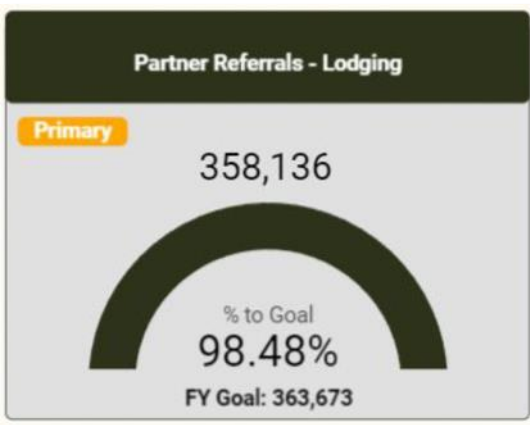 Partner Referrals - Lodging
Primary
358,136
% to Goal
98.48%
FY Goal: 363,673